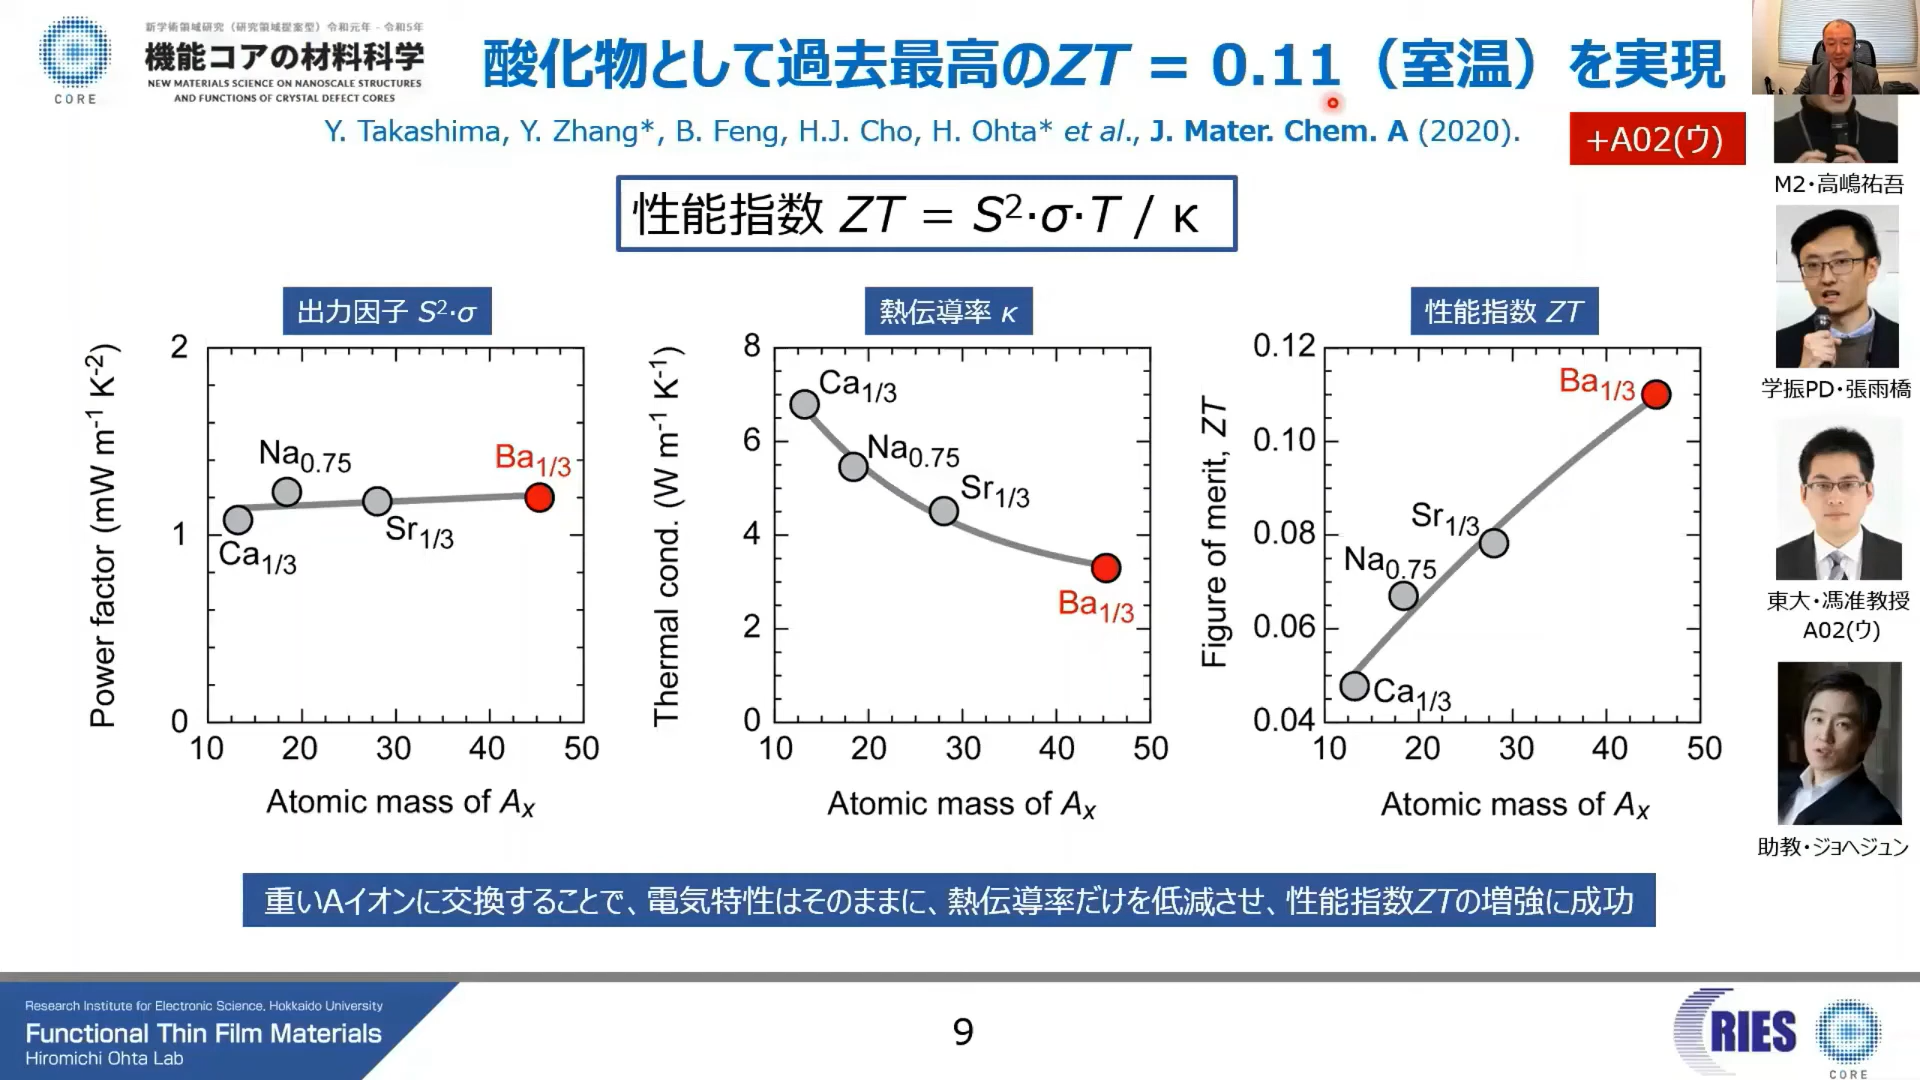 新学術領域研究（研究領域提案型）令和元年 - 令和5年
機能コアの材料科学
NEW MATERIALS SCIENCE ON NANOSCALE STRUCTURES
AND FUNCTIONS OF CRYSTAL DEFECT CORES
CORE
酸化物として過去最高のZT = 0.11（室温）を実現
Y. Takashima, Y. Zhang*, B. Feng, H.J. Cho, H. Ohta* et al., J. Mater. Chem. A (2020).
+A02(ウ)
性能指数 ZT = S²·σ·T / κ
出力因子 S²·σ
Power factor (mW m⁻¹ K⁻²)
2
1
0
Ca1/3
Na0.75
Sr1/3
Ba1/3
10 20 30 40 50
Atomic mass of Ax
熱伝導率 κ
Thermal cond. (W m⁻¹ K⁻¹)
8
6
4
2
0
Ca1/3
Na0.75
Sr1/3
Ba1/3
10 20 30 40 50
Atomic mass of Ax
性能指数 ZT
Figure of merit, ZT
0.12
0.10
0.08
0.06
0.04
Ba1/3
Sr1/3
Na0.75
Ca1/3
10 20 30 40 50
Atomic mass of Ax
M2・高嶋祐吾
学振PD・張雨橋
東大・馮准教授
A02(ウ)
助教・ジョヘジュン
重いAイオンに交換することで、電気特性はそのままに、熱伝導率だけを低減させ、性能指数ZTの増強に成功
Research Institute for Electronic Science, Hokkaido University
Functional Thin Film Materials
Hiromichi Ohta Lab
9
RIES
CORE